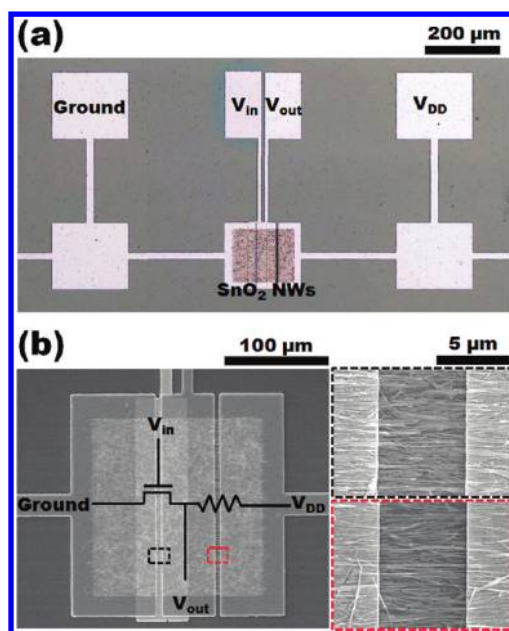 (a)
200 µm
Ground
Vin
Vout
VDD
SnO2 NWs
(b)
100 µm
5 µm
Vin
Ground
VDD
Vout